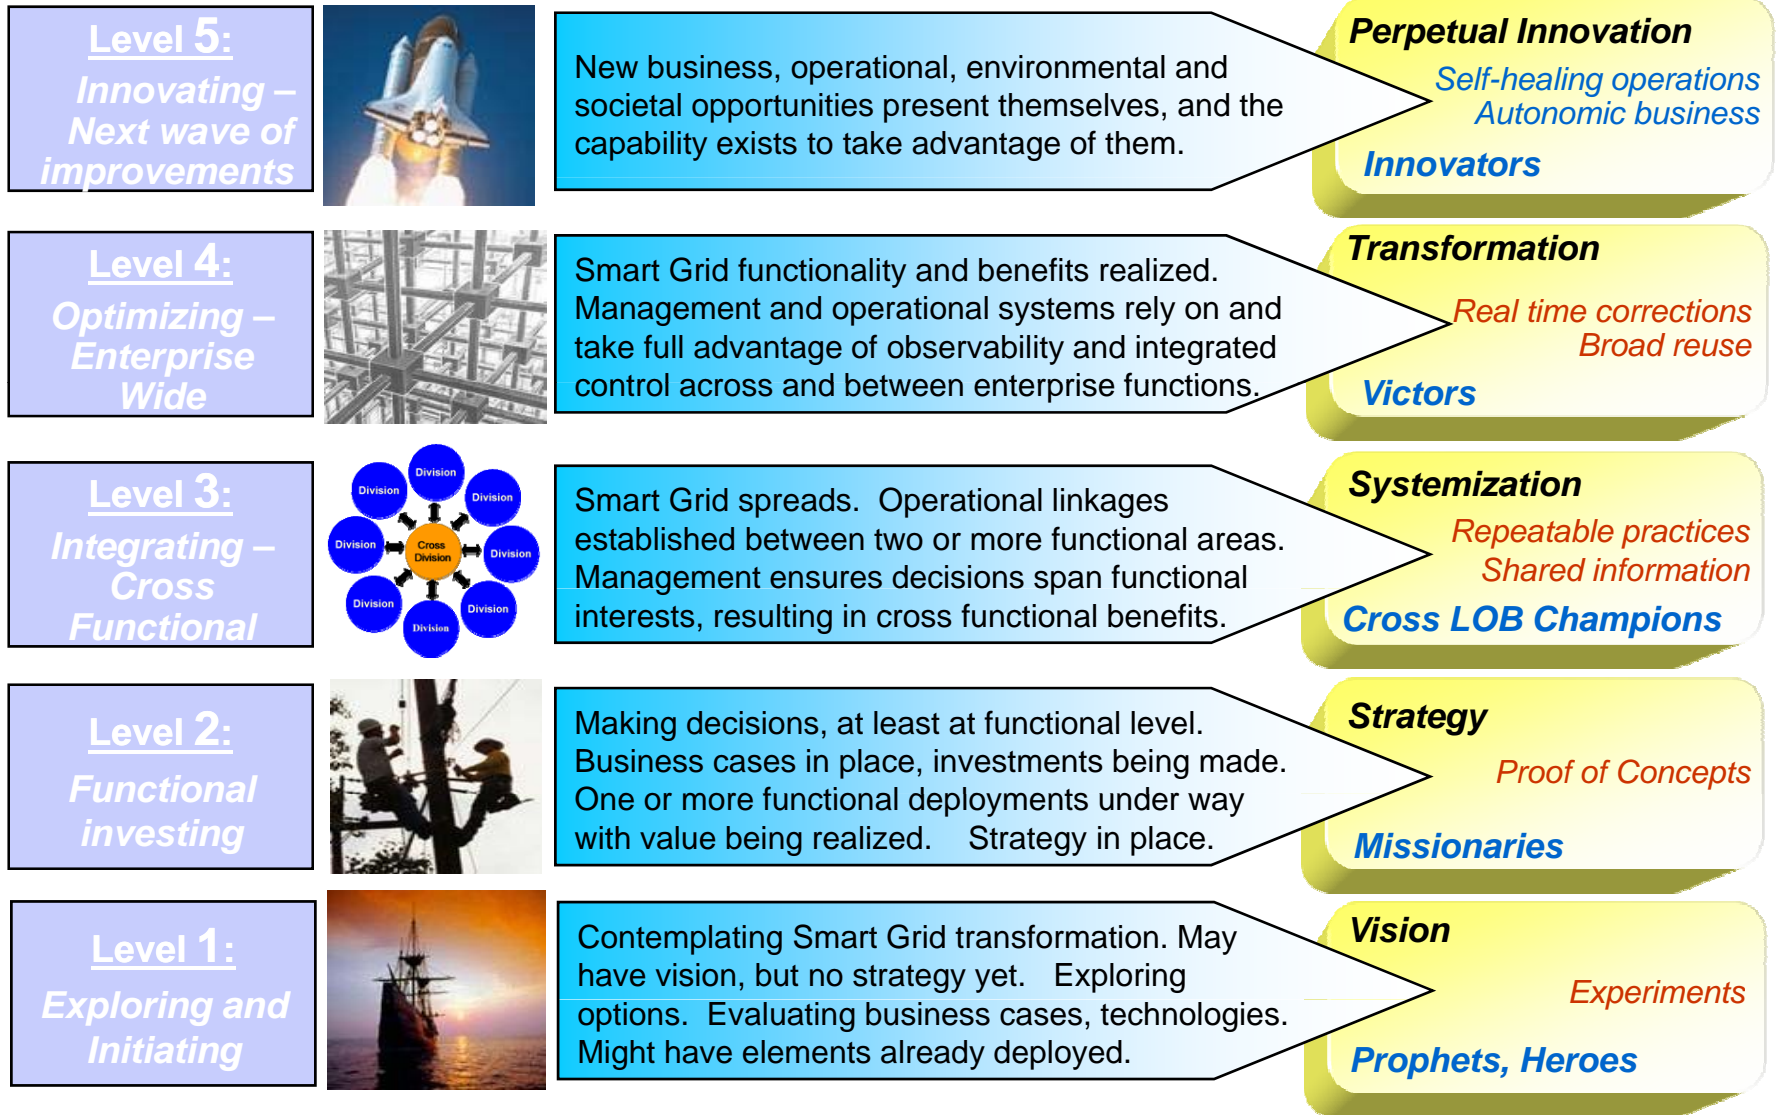 Level 5:
Innovating –
Next wave of
improvements
New business, operational, environmental and
societal opportunities present themselves, and the
capability exists to take advantage of them.
Perpetual Innovation
Self-healing operations
Autonomic business
Innovators
Level 4:
Optimizing –
Enterprise
Wide
Smart Grid functionality and benefits realized.
Management and operational systems rely on and
take full advantage of observability and integrated
control across and between enterprise functions.
Transformation
Real time corrections
Broad reuse
Victors
Level 3:
Integrating –
Cross
Functional
Division
Division
Division
Division
Cross
Division
Division
Division
Division
Division
Smart Grid spreads.  Operational linkages
established between two or more functional areas.
Management ensures decisions span functional
interests, resulting in cross functional benefits.
Systemization
Repeatable practices
Shared information
Cross LOB Champions
Level 2:
Functional
investing
Making decisions, at least at functional level.
Business cases in place, investments being made.
One or more functional deployments under way
with value being realized.    Strategy in place.
Strategy
Proof of Concepts
Missionaries
Level 1:
Exploring and
Initiating
Contemplating Smart Grid transformation. May
have vision, but no strategy yet.   Exploring
options.  Evaluating business cases, technologies.
Might have elements already deployed.
Vision
Experiments
Prophets, Heroes